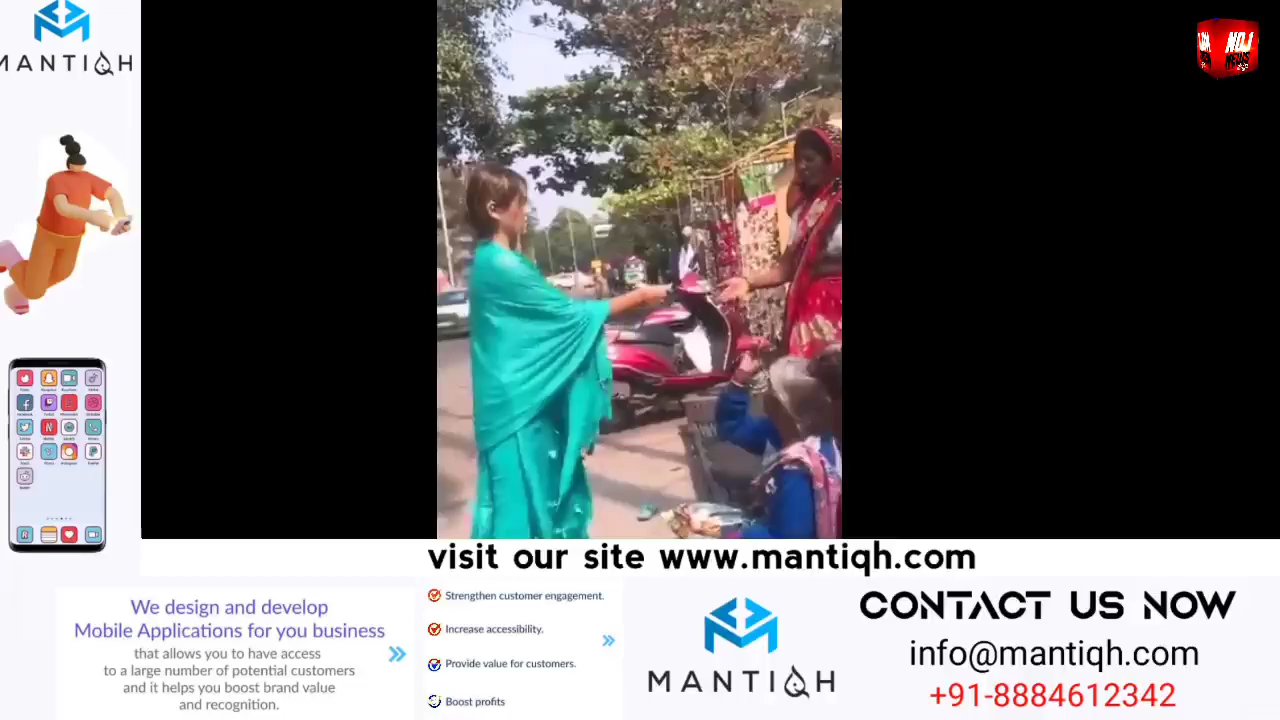 MANTIQH
NDJ
NEWS
visit our site www.mantiqh.com
We design and develop
Mobile Applications for you business
that allows you to have access
to a large number of potential customers
and it helps you boost brand value
and recognition.
Strengthen customer engagement.
Increase accessibility.
Provide value for customers.
Boost profits
MANTIQH
CONTACT US NOW
info@mantiqh.com
+91-8884612342